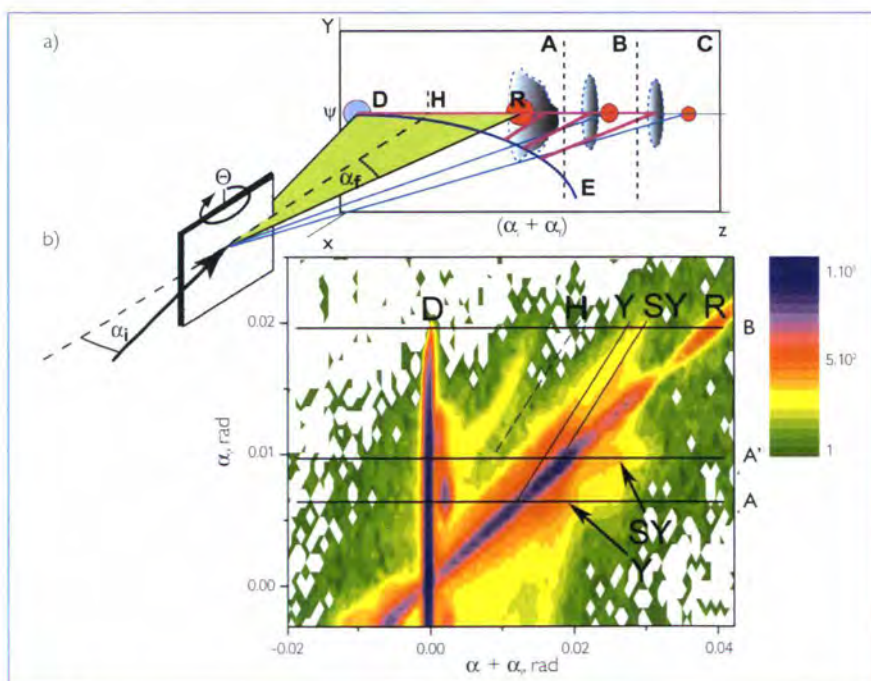 a)
Y
A
B
C
ψ
D
H
R
Θ
α_f
E
b)
x
(α_i + α_f)
z
α_i
D
H
Y
SY
R
B
A'
A
SY
Y
0.02
0.01
0.00
α_i, rad
-0.02
0.00
0.02
0.04
α + α_f, rad
1.10³
5.10²
1